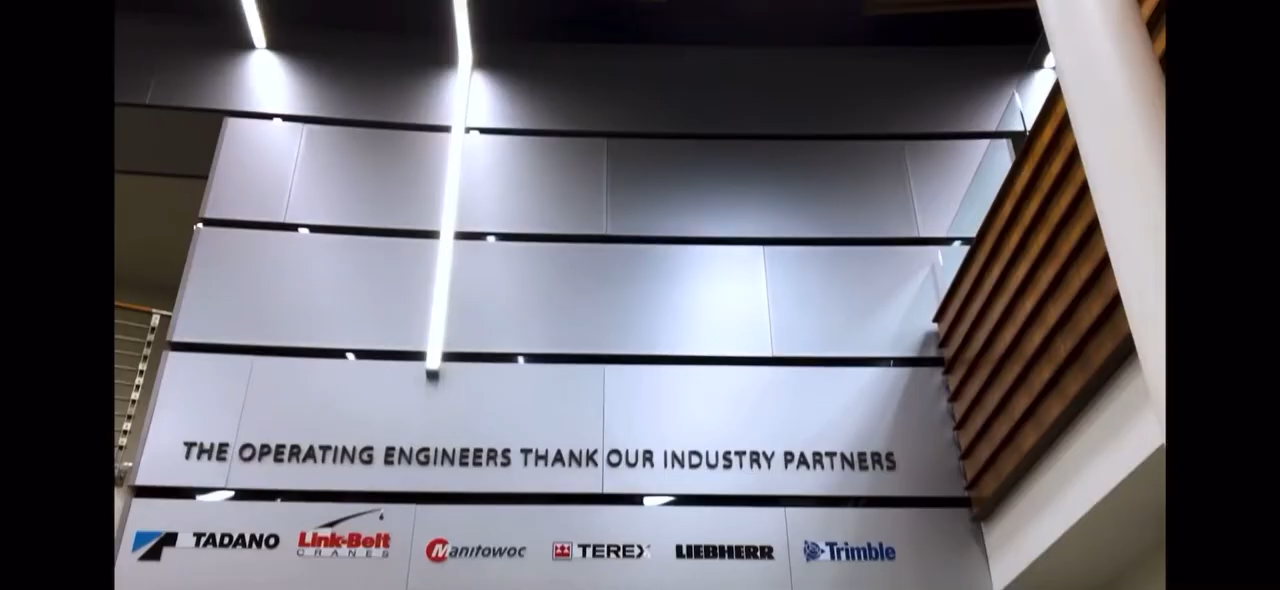 THE OPERATING ENGINEERS THANK OUR INDUSTRY PARTNERS
TADANO Link-Belt CRANES Manitowoc TEREX LIEBHERR Trimble